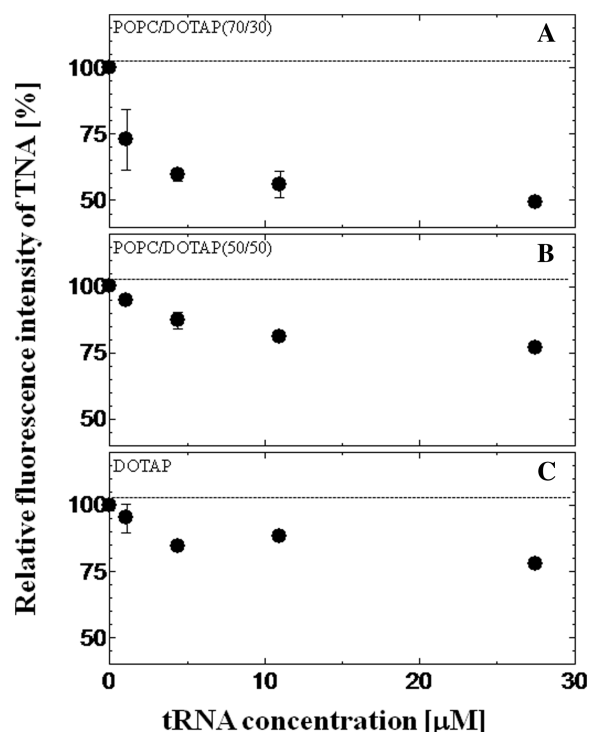 Relative fluorescence intensity of TNA [%]
POPC/DOTAP(70/30)
A
100
75
50
POPC/DOTAP(50/50)
B
100
75
50
DOTAP
C
100
75
50
0 10 20 30
tRNA concentration [μM]